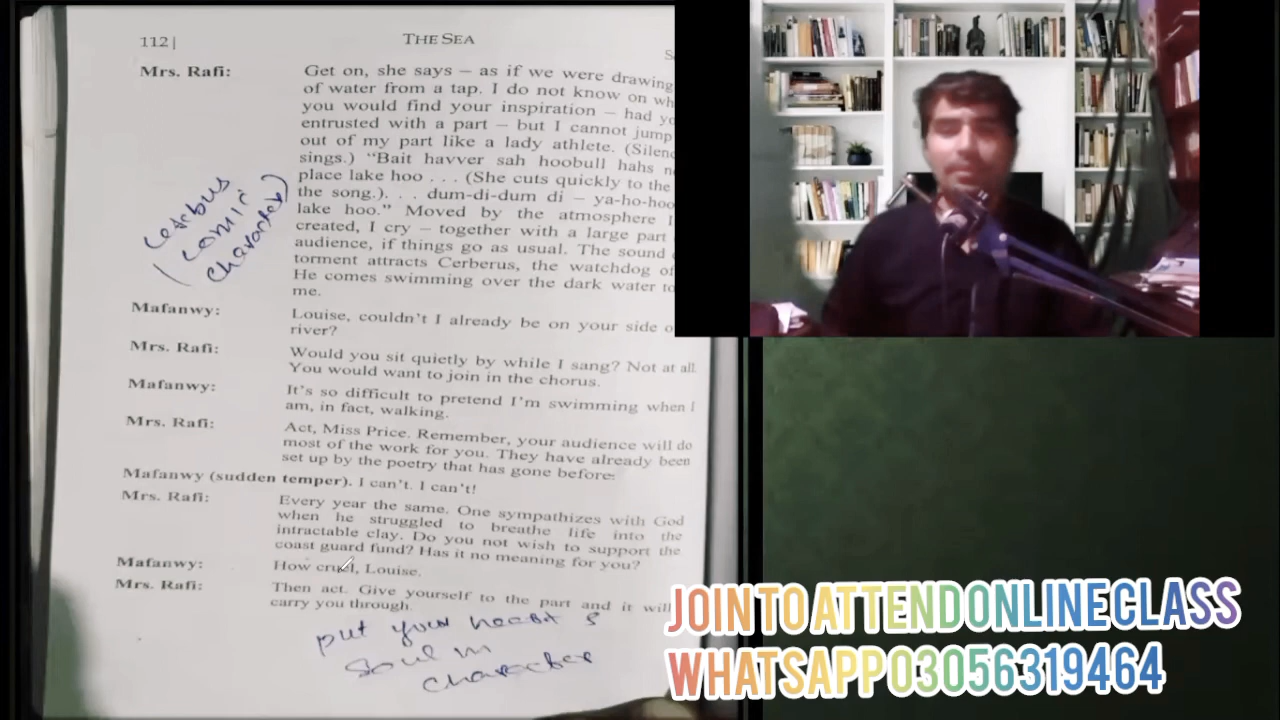 112 |
THE SEA
Mrs. Rafi:
Get on, she says – as if we were drawing
of water from a tap. I do not know on wh
you would find your inspiration – had yo
entrusted with a part – but I cannot jump
out of my part like a lady athlete. (Silenc
sings.) "Bait havver sah hoobull hahs n
place lake hoo . . . (She cuts quickly to the
the song.). . . dum-di-dum di – ya-ho-hoo
lake hoo." Moved by the atmosphere I
created, I cry – together with a large part
audience, if things go as usual. The sound
torment attracts Cerberus, the watchdog of
He comes swimming over the dark water to
me.
(comic
character)
Mafanwy:
Louise, couldn't I already be on your side o
river?
Mrs. Rafi:
Would you sit quietly by while I sang? Not at all.
You would want to join in the chorus.
Mafanwy:
It's so difficult to pretend I'm swimming when I
am, in fact, walking.
Mrs. Rafi:
Act, Miss Price. Remember, your audience will do
most of the work for you. They have already been
set up by the poetry that has gone before.
Mafanwy (sudden temper). I can't. I can't!
Mrs. Rafi:
Every year the same. One sympathizes with God
when he struggled to breathe life into the
intractable clay. Do you not wish to support the
coast guard fund? Has it no meaning for you?
Mafanwy:
How cruel, Louise.
Mrs. Rafi:
Then act. Give yourself to the part and it will
carry you through.
put your heart &
soul in
character
JOIN TO ATTEND ONLINE CLASS
WHATSAPP 03056319464